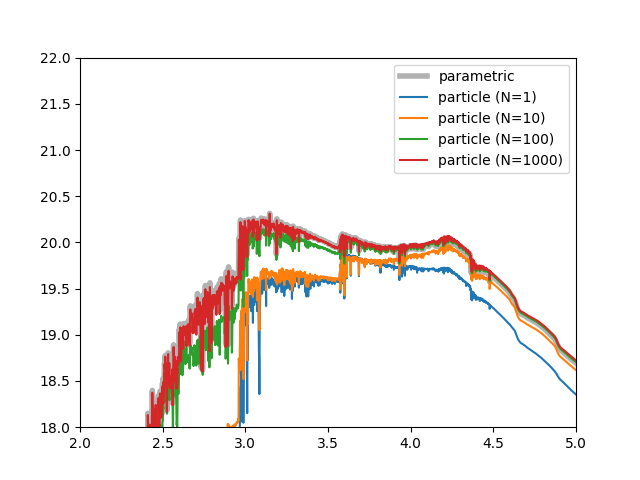 22.0
21.5
21.0
20.5
20.0
19.5
19.0
18.5
18.0
2.0 2.5 3.0 3.5 4.0 4.5 5.0
parametric
particle (N=1)
particle (N=10)
particle (N=100)
particle (N=1000)